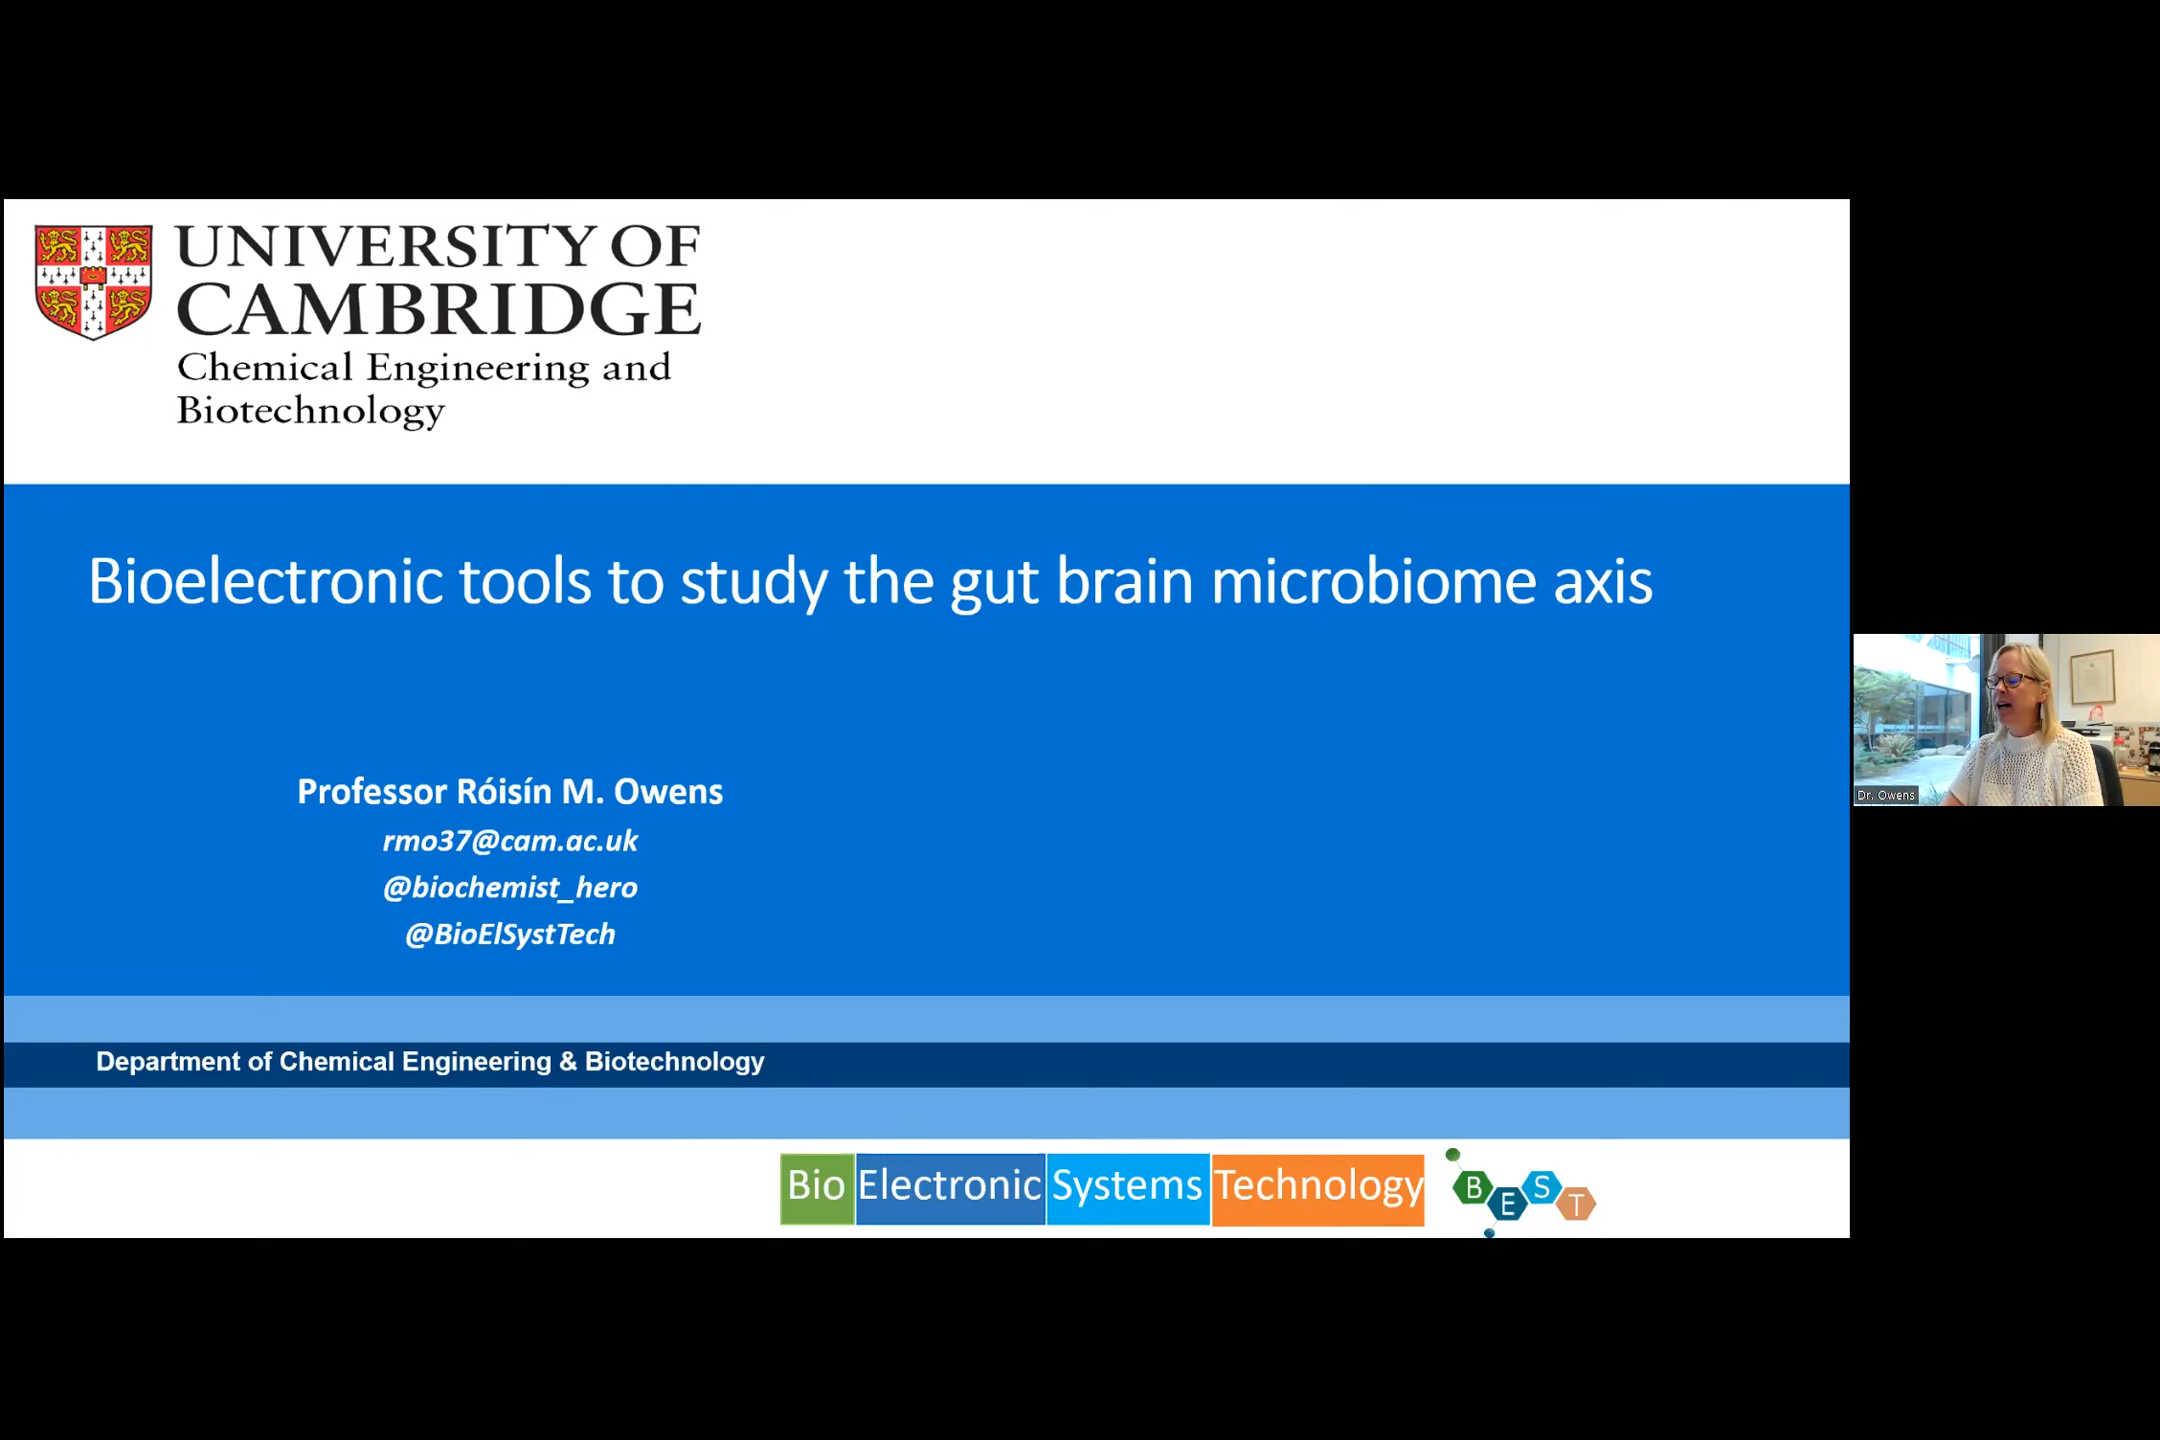 UNIVERSITY OF
CAMBRIDGE
Chemical Engineering and
Biotechnology
Bioelectronic tools to study the gut brain microbiome axis
Professor Róisín M. Owens
rmo37@cam.ac.uk
@biochemist_hero
@BioElSystTech
Dr. Owens
Department of Chemical Engineering & Biotechnology
Bio Electronic Systems Technology
B E S T